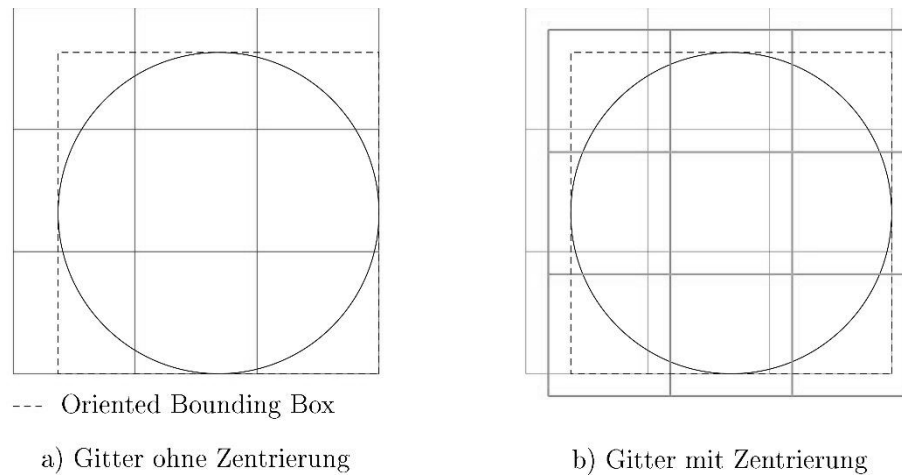 --- Oriented Bounding Box
a) Gitter ohne Zentrierung
b) Gitter mit Zentrierung